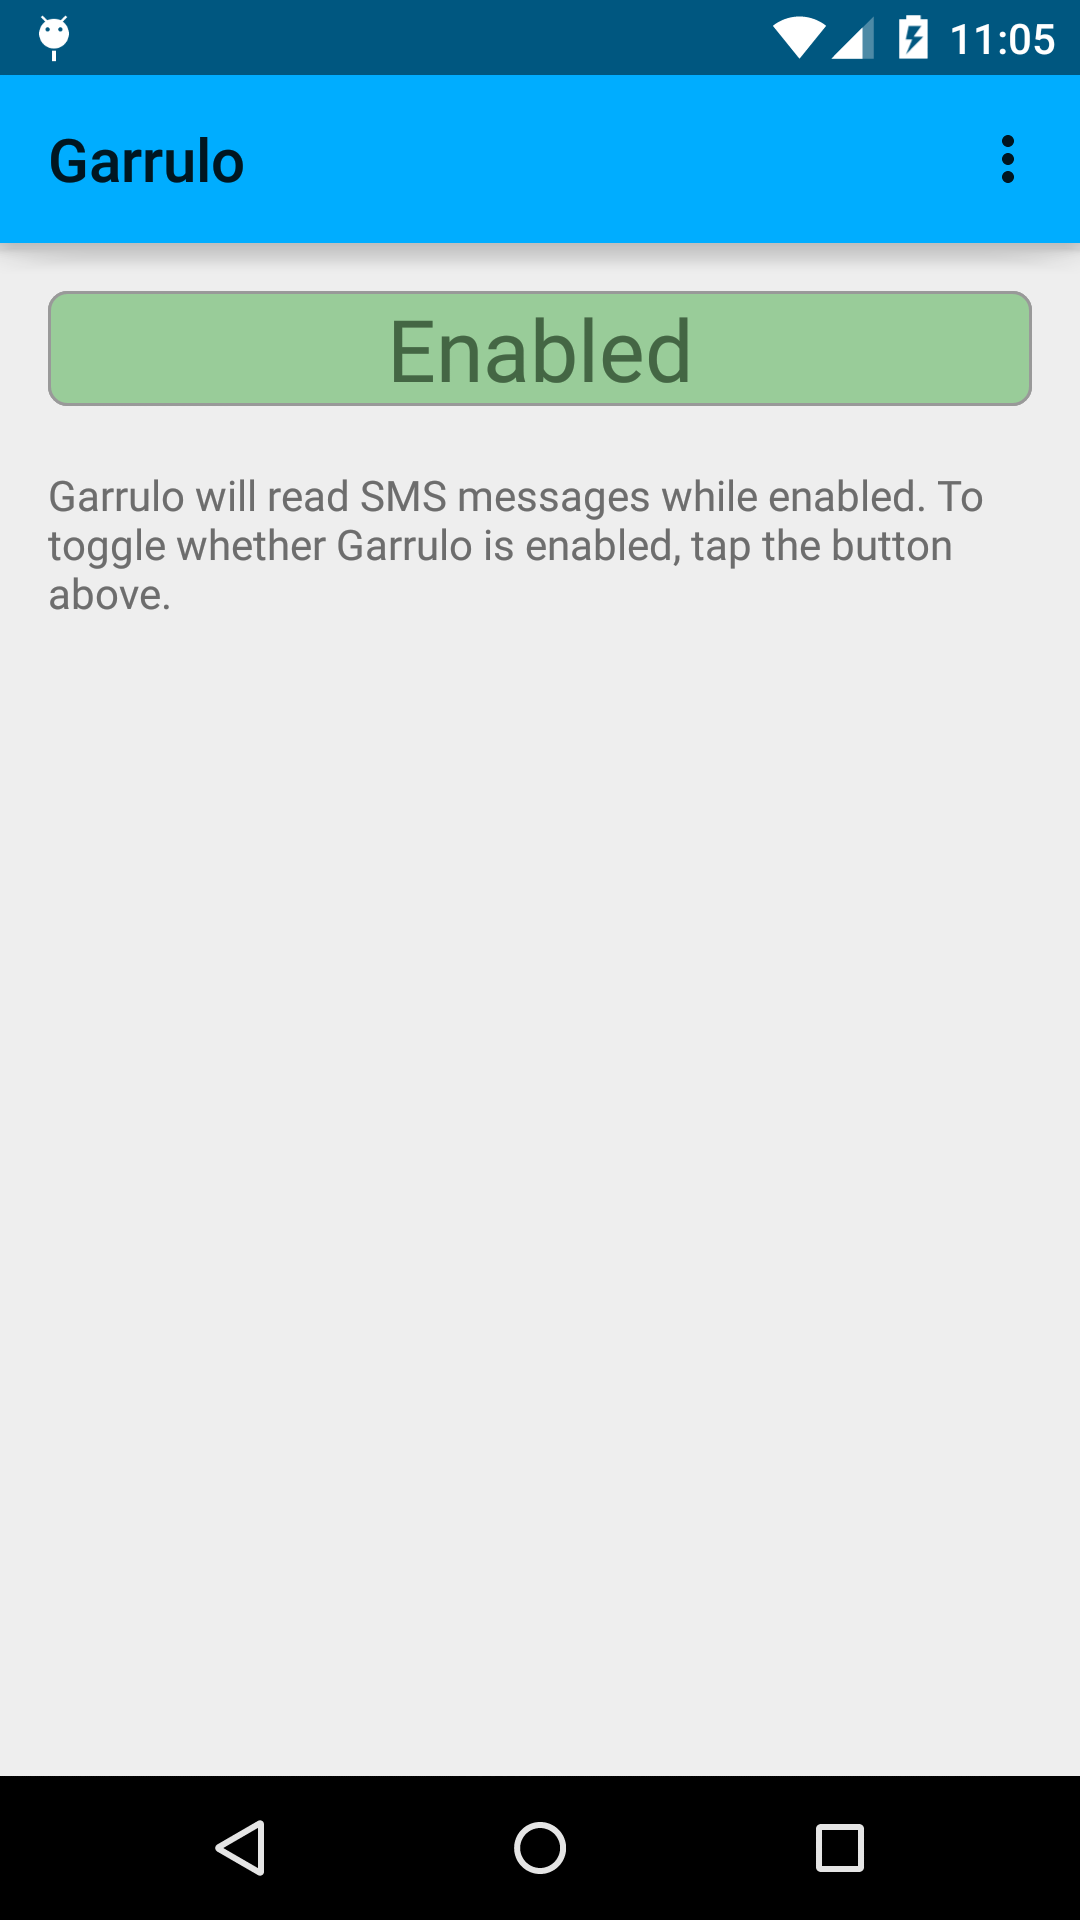 11:05
Garrulo
Enabled
Garrulo will read SMS messages while enabled. To
toggle whether Garrulo is enabled, tap the button
above.